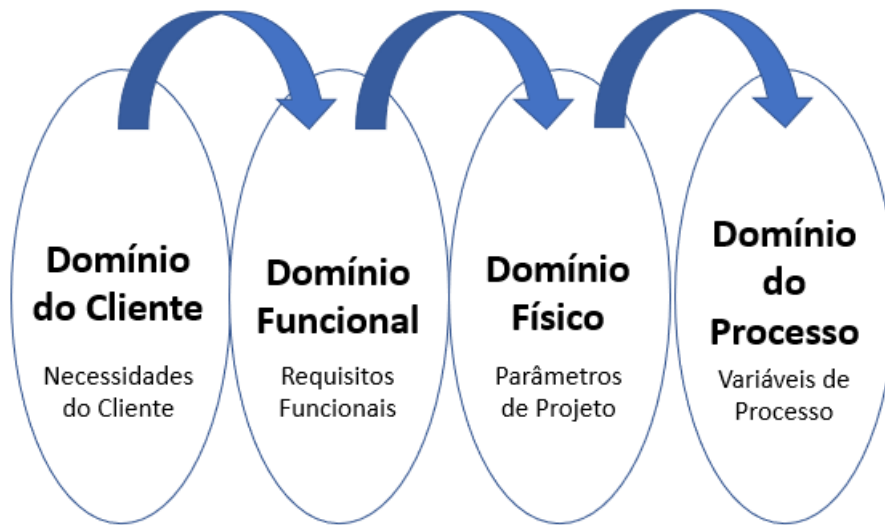 Domínio
do Cliente
Necessidades
do Cliente
Domínio
Funcional
Requisitos
Funcionais
Domínio
Físico
Parâmetros
de Projeto
Domínio
do
Processo
Variáveis de
Processo